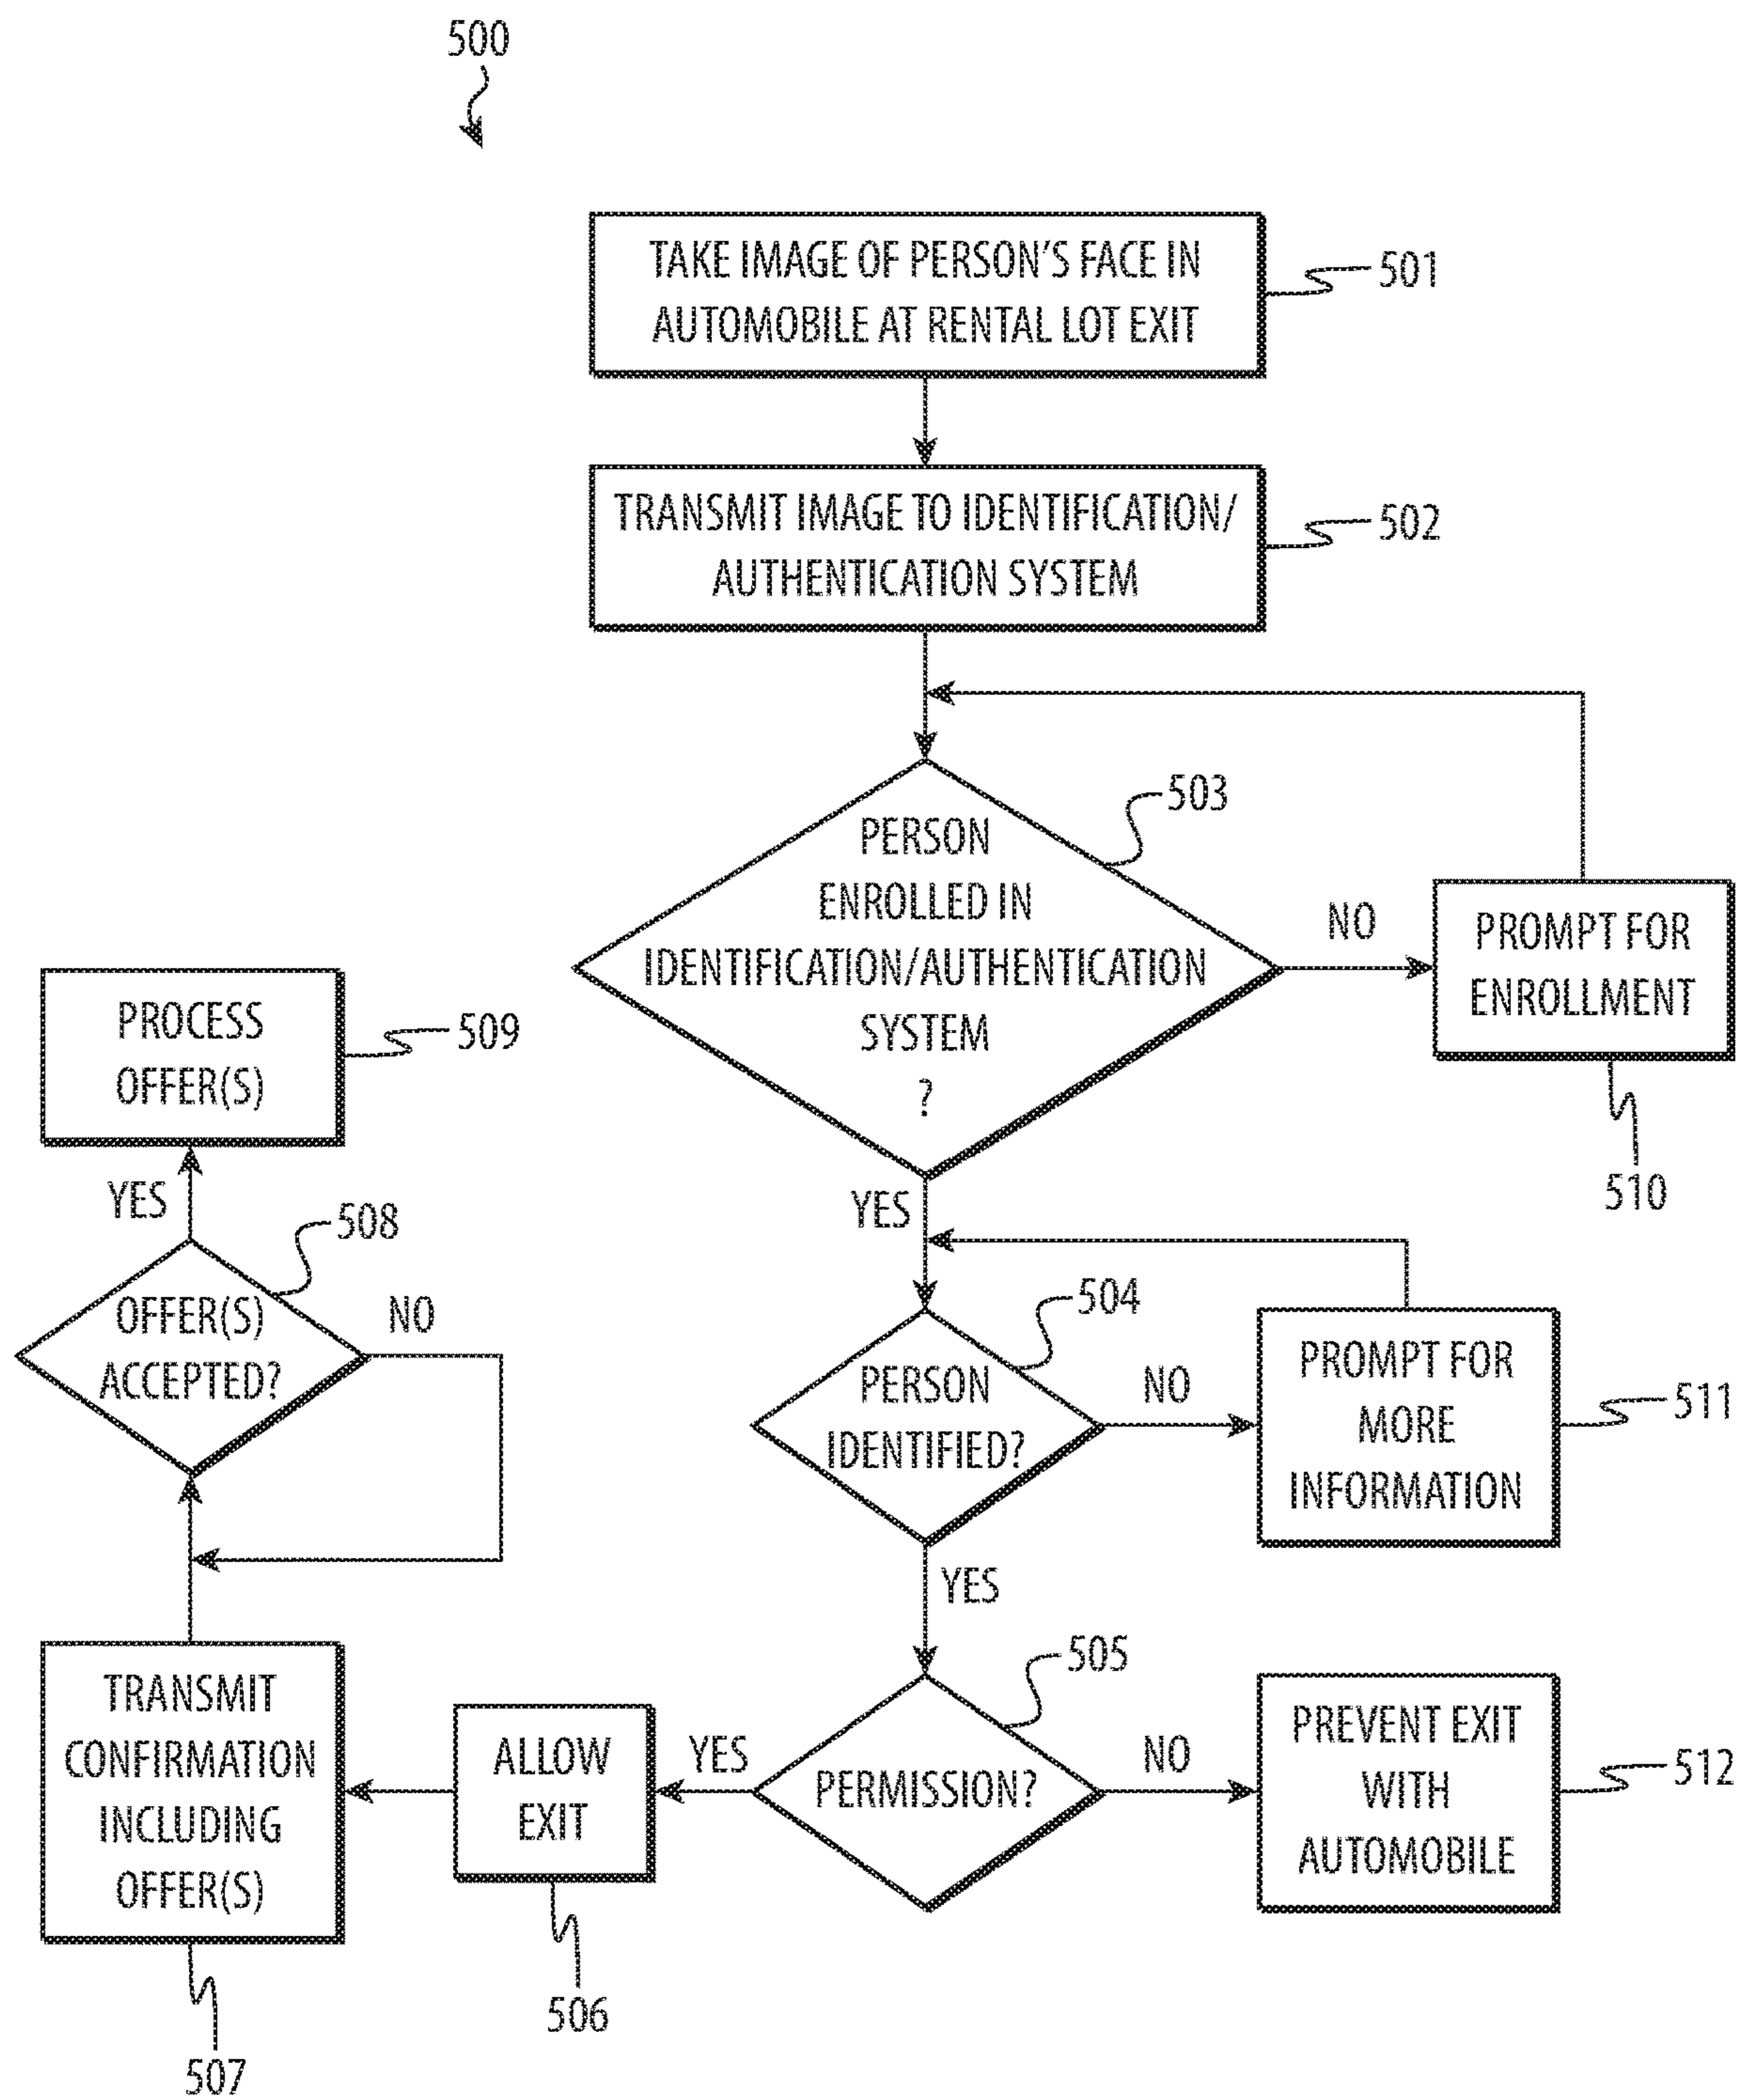 500
TAKE IMAGE OF PERSON'S FACE IN
AUTOMOBILE AT RENTAL LOT EXIT
501
TRANSMIT IMAGE TO IDENTIFICATION/
AUTHENTICATION SYSTEM
502
PERSON
ENROLLED IN
IDENTIFICATION/AUTHENTICATION
SYSTEM
?
503
NO
PROMPT FOR
ENROLLMENT
510
YES
PERSON
IDENTIFIED?
504
NO
PROMPT FOR
MORE
INFORMATION
511
YES
PERMISSION?
505
NO
PREVENT EXIT
WITH
AUTOMOBILE
512
YES
ALLOW
EXIT
506
TRANSMIT
CONFIRMATION
INCLUDING
OFFER(S)
507
OFFER(S)
ACCEPTED?
508
NO
YES
PROCESS
OFFER(S)
509